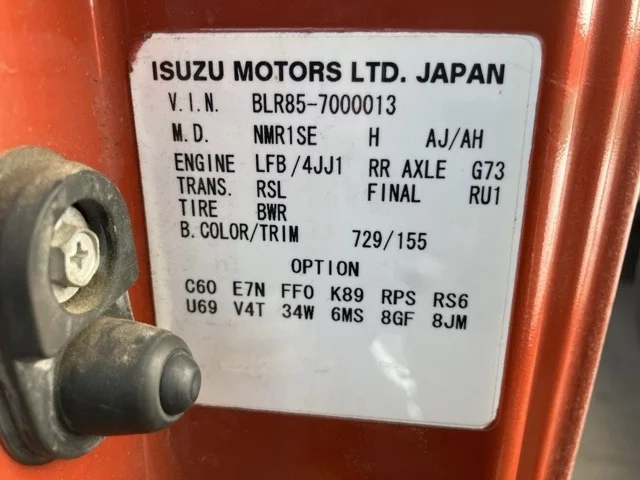 ISUZU MOTORS LTD. JAPAN
V.I.N. BLR85-7000013
M.D. NMR1SE H AJ/AH
ENGINE LFB/4JJ1 RR AXLE G73
TRANS. RSL FINAL RU1
TIRE BWR
B.COLOR/TRIM 729/155
OPTION
C60 E7N FF0 K89 RPS RS6
U69 V4T 34W 6MS 8GF 8JM